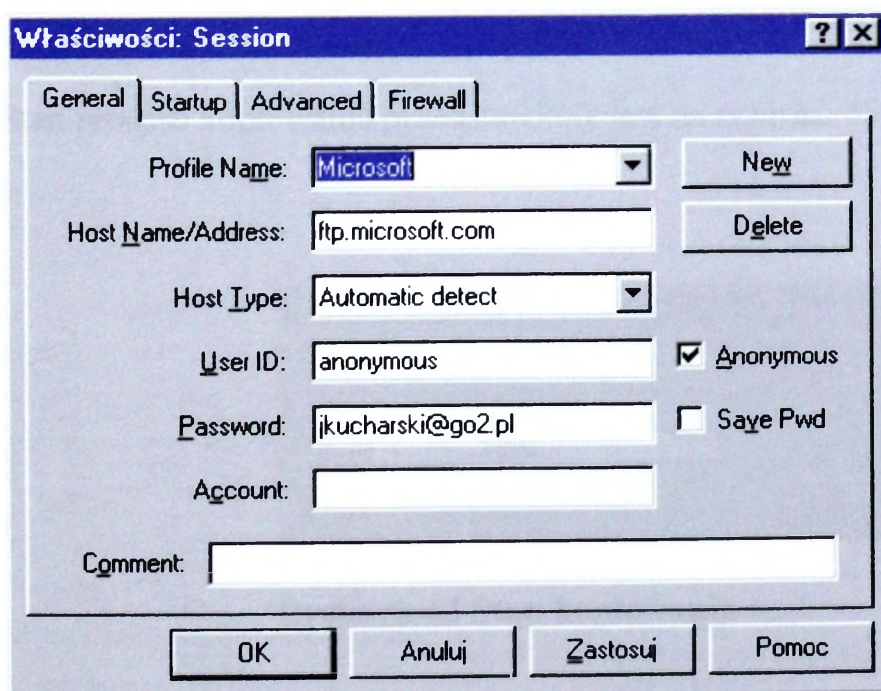 Właściwości: Session
General Startup Advanced Firewall
Profile Name: Microsoft New
Host Name/Address: ftp.microsoft.com Delete
Host Type: Automatic detect
User ID: anonymous Anonymous
Password: jkucharski@go2.pl Save Pwd
Account:
Comment:
OK Anuluj Zastosuj Pomoc